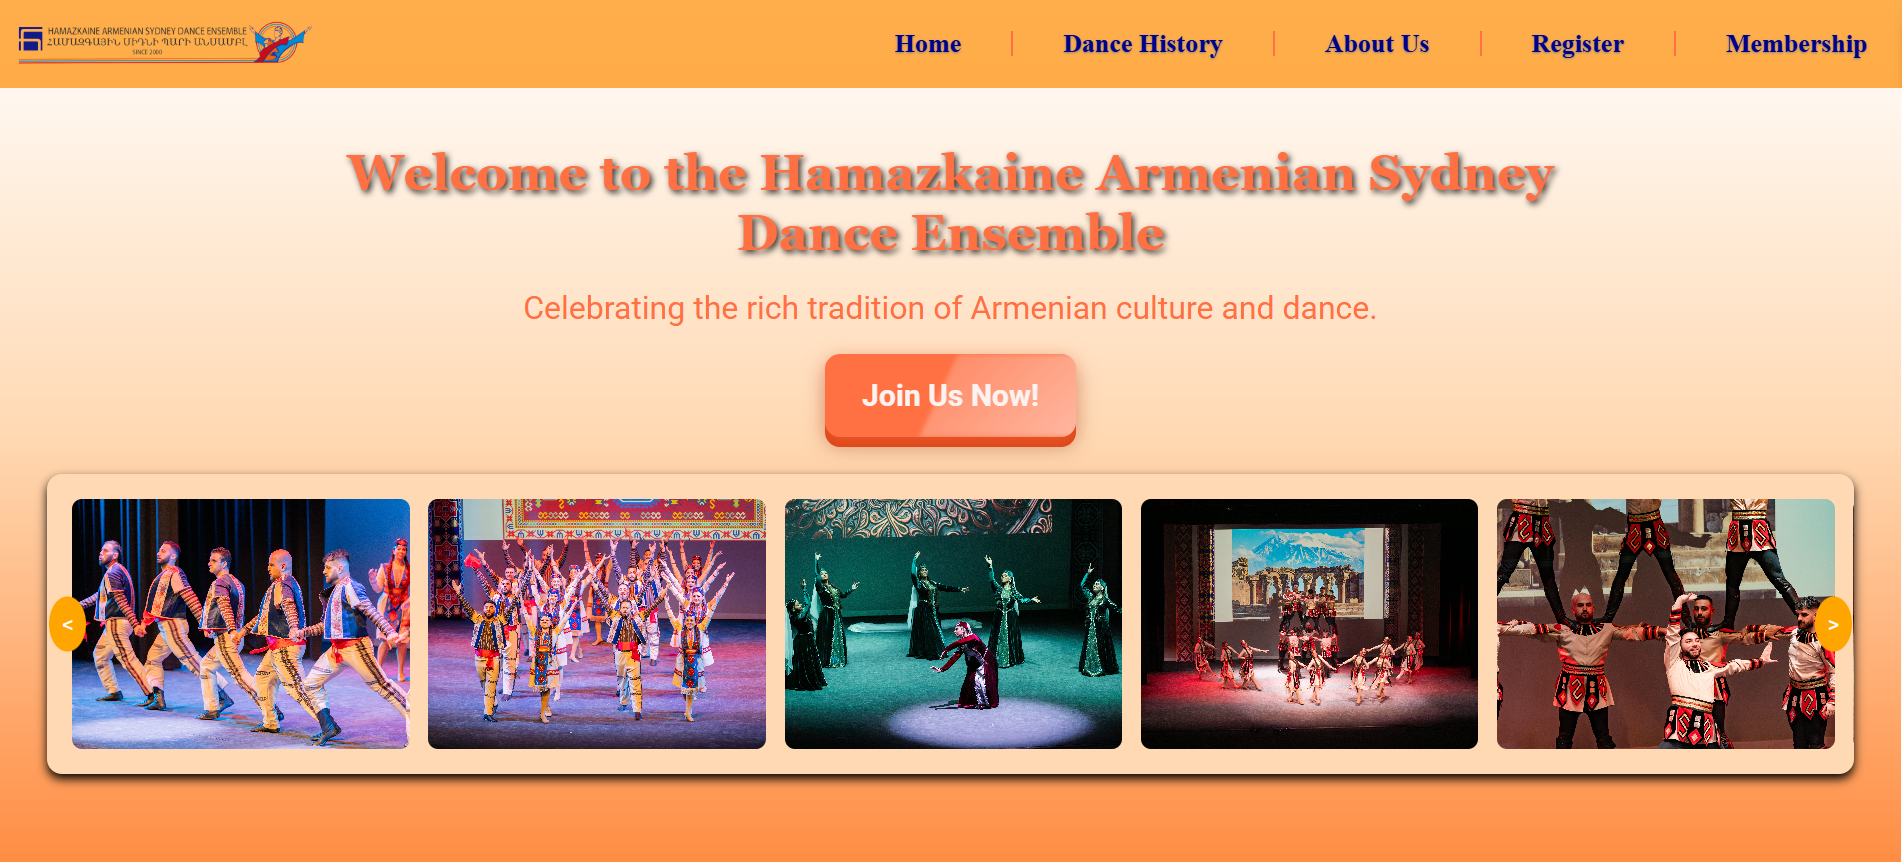 HAMAZKAINE ARMENIAN SYDNEY DANCE ENSEMBLE
ՀԱՄԱԶԳԱՅԻՆ ՍԻԴՆԻ ՊԱՐԻ ԱՆՍԱՄԲԼ
SINCE 2000
Home
Dance History
About Us
Register
Membership
Welcome to the Hamazkaine Armenian Sydney
Dance Ensemble
Celebrating the rich tradition of Armenian culture and dance.
Join Us Now!
<
>